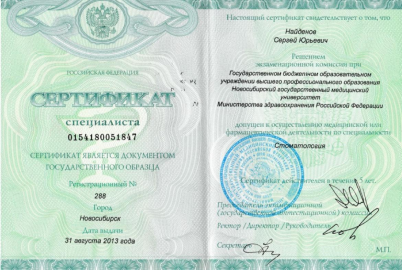 РОССИЙСКАЯ ФЕДЕРАЦИЯ
СЕРТИФИКАТ
специалиста
0154180051847
СЕРТИФИКАТ ЯВЛЯЕТСЯ ДОКУМЕНТОМ
ГОСУДАРСТВЕННОГО ОБРАЗЦА
Регистрационный №
288
Город
Новосибирск
Дата выдачи
31 августа 2013 года
Настоящий сертификат свидетельствует о том, что
Найденов
Сергей Юрьевич
Решением
экзаменационной комиссии при
Государственном бюджетном образовательном
учреждении высшего профессионального образования
Новосибирский государственный медицинский
университет
Министерства здравоохранения Российской Федерации
допущен к осуществлению медицинской или
фармацевтической деятельности по специальности
Стоматология
Сертификат действителен в течение 5 лет.
Председатель
комиссии
Ректор / Директор / Руководитель
Секретарь
М.П.